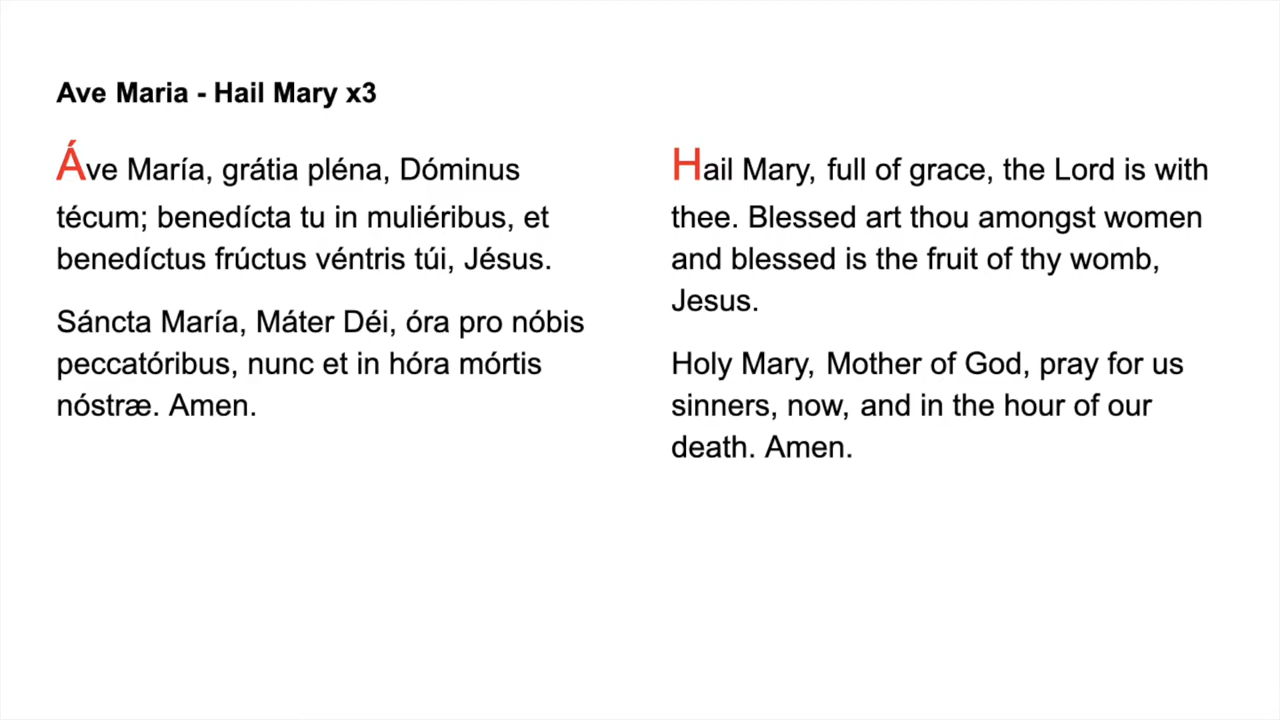 Ave Maria - Hail Mary x3
Áve María, grátia pléna, Dóminus
técum; benedícta tu in muliéribus, et
benedíctus frúctus véntris túi, Jésus.
Sáncta María, Máter Déi, óra pro nóbis
peccatóribus, nunc et in hóra mórtis
nóstræ. Amen.
Hail Mary, full of grace, the Lord is with
thee. Blessed art thou amongst women
and blessed is the fruit of thy womb,
Jesus.
Holy Mary, Mother of God, pray for us
sinners, now, and in the hour of our
death. Amen.